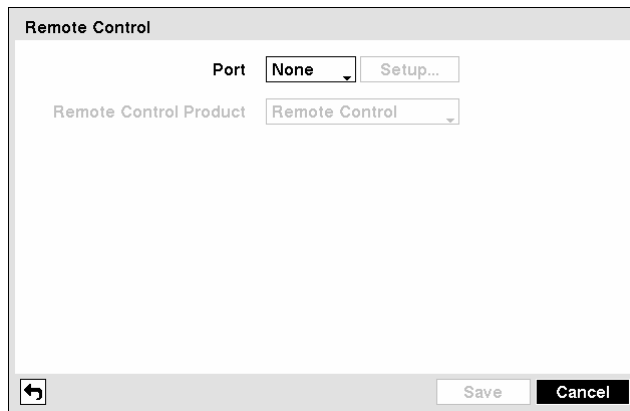 Remote Control
Port None Setup...
Remote Control Product Remote Control
Save Cancel